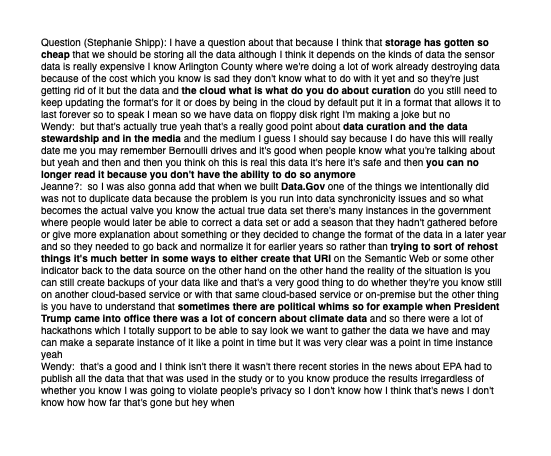 Question (Stephanie Shipp): I have a question about that because I think that storage has gotten so
cheap that we should be storing all the data although I think it depends on the kinds of data the sensor
data is really expensive I know Arlington County where we're doing a lot of work already destroying data
because of the cost which you know is sad they don't know what to do with it yet and so they're just
getting rid of it but the data and the cloud what is what do you do about curation do you still need to
keep updating the format's for it or does by being in the cloud by default put it in a format that allows it to
last forever so to speak I mean so we have data on floppy disk right I'm making a joke but no
Wendy: but that's actually true yeah that's a really good point about data curation and the data
stewardship and in the media and the medium I guess I should say because I do have this will really
date me you may remember Bernoulli drives and it's good when people know what you're talking about
but yeah and then and then you think oh this is real this data it's here it's safe and then you can no
longer read it because you don't have the ability to do so anymore
Jeanne?: so I was also gonna add that when we built Data.Gov one of the things we intentionally did
was not to duplicate data because the problem is you run into data synchronicity issues and so what
becomes the actual valve you know the actual true data set there's many instances in the government
where people would later be able to correct a data set or add a season that they hadn't gathered before
or give more explanation about something or they decided to change the format of the data in a later year
and so they needed to go back and normalize it for earlier years so rather than trying to sort of rehost
things it's much better in some ways to either create that URI on the Semantic Web or some other
indicator back to the data source on the other hand on the other hand the reality of the situation is you
can still create backups of your data like and that's a very good thing to do whether they're you know still
on another cloud-based service or with that same cloud-based service or on-premise but the other thing
is you have to understand that sometimes there are political whims so for example when President
Trump came into office there was a lot of concern about climate data and so there were a lot of
hackathons which I totally support to be able to say look we want to gather the data we have and may
can make a separate instance of it like a point in time but it was very clear was a point in time instance
yeah
Wendy: that's a good and I think isn't there it wasn't there recent stories in the news about EPA had to
publish all the data that that was used in the study or to you know produce the results irregardless of
whether you know I was going to violate people's privacy so I don't know how I think that's news I don't
know how how far that's gone but hey when